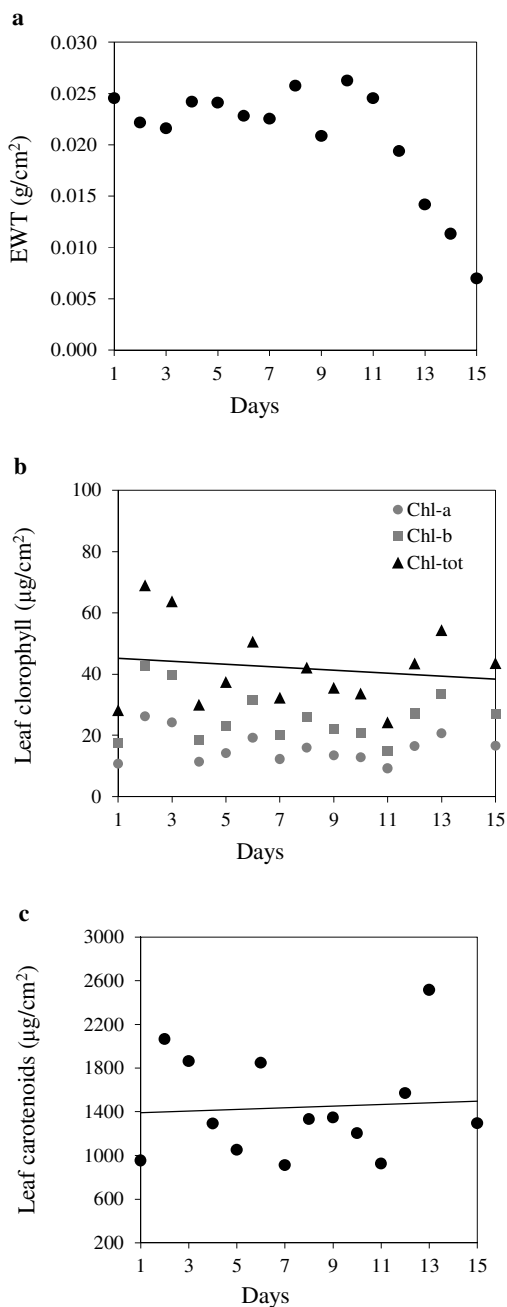 a
0.030
0.025
0.020
0.015
0.010
0.005
0.000
EWT (g/cm²)
1 3 5 7 9 11 13 15
Days
b
100
80
60
40
20
0
Leaf clorophyll (µg/cm²)
Chl-a
Chl-b
Chl-tot
1 3 5 7 9 11 13 15
Days
c
3000
2600
2200
1800
1400
1000
600
200
Leaf carotenoids (µg/cm²)
1 3 5 7 9 11 13 15
Days